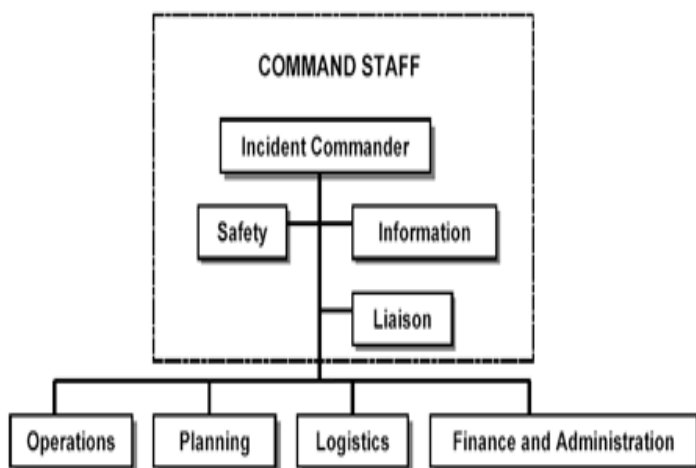 COMMAND STAFF
Incident Commander
Safety
Information
Liaison
Operations
Planning
Logistics
Finance and Administration